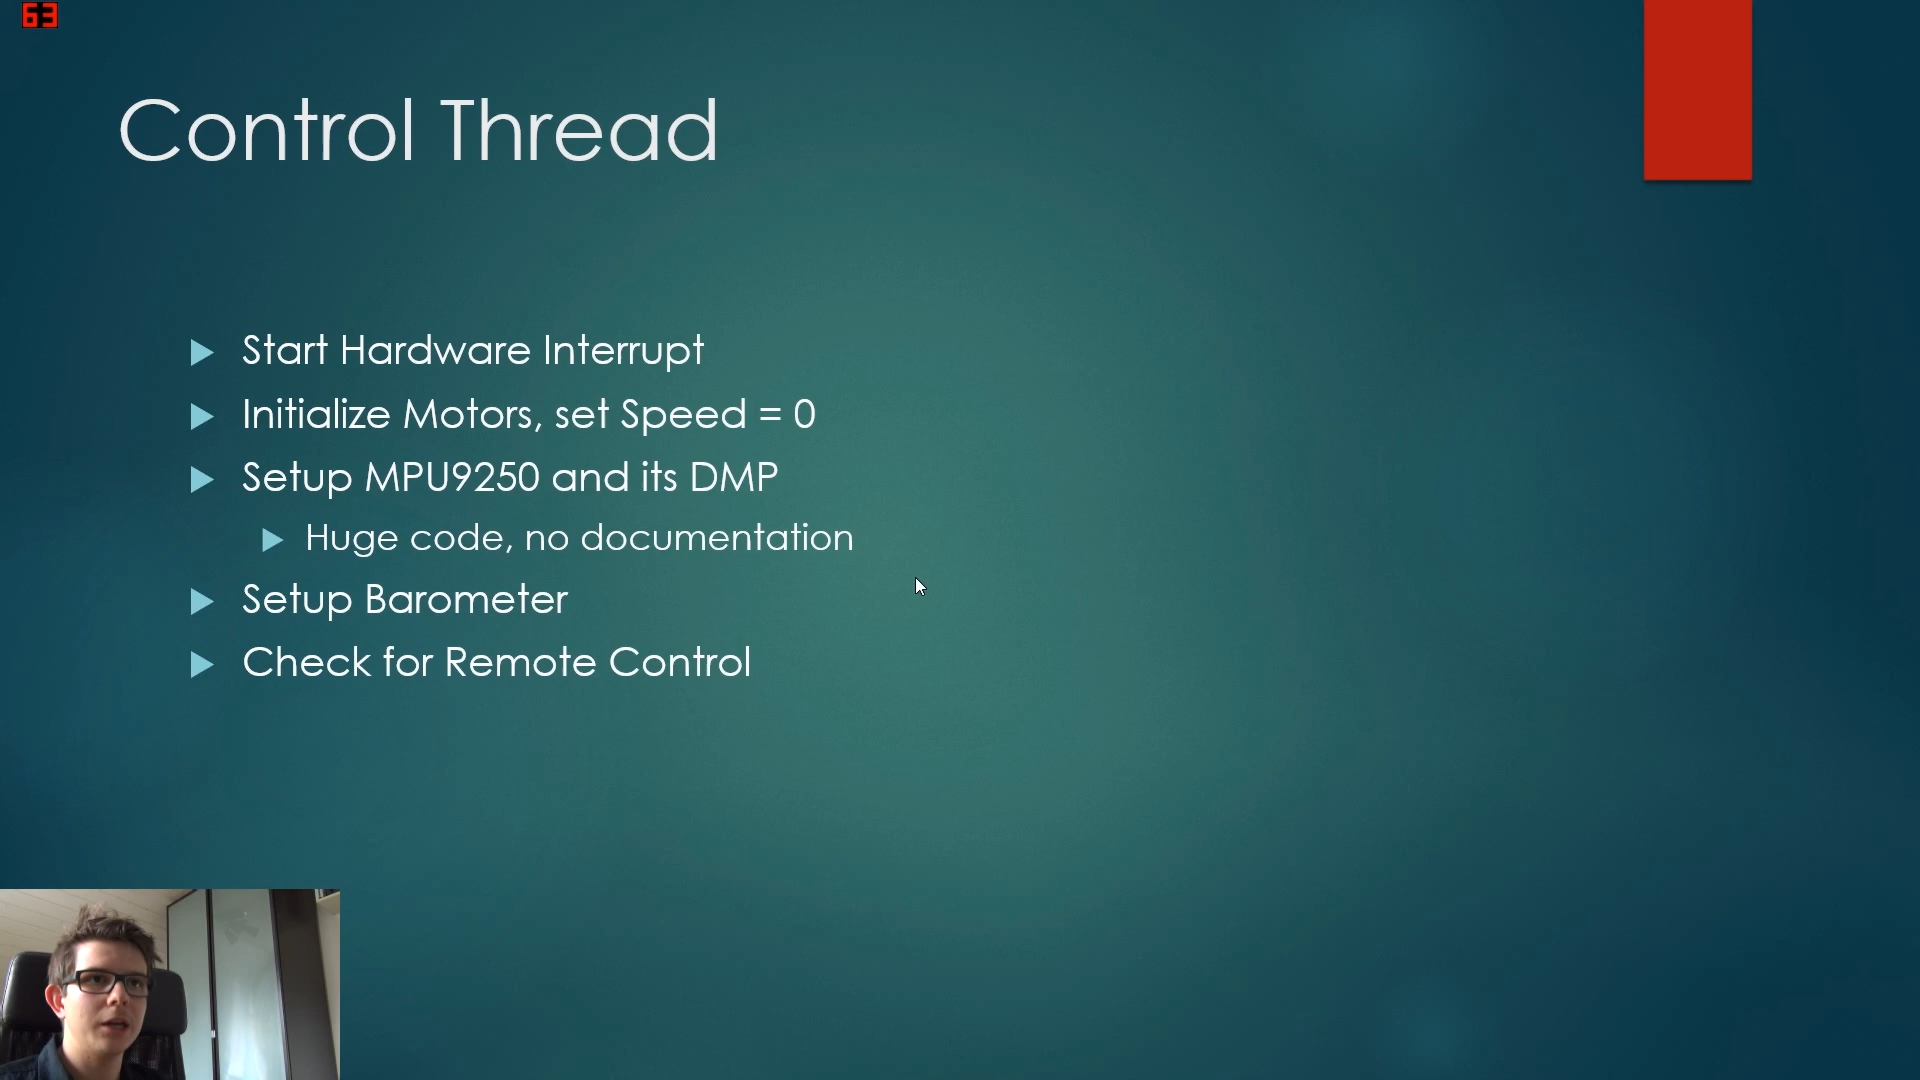 63
Control Thread
Start Hardware Interrupt
Initialize Motors, set Speed = 0
Setup MPU9250 and its DMP
Huge code, no documentation
Setup Barometer
Check for Remote Control